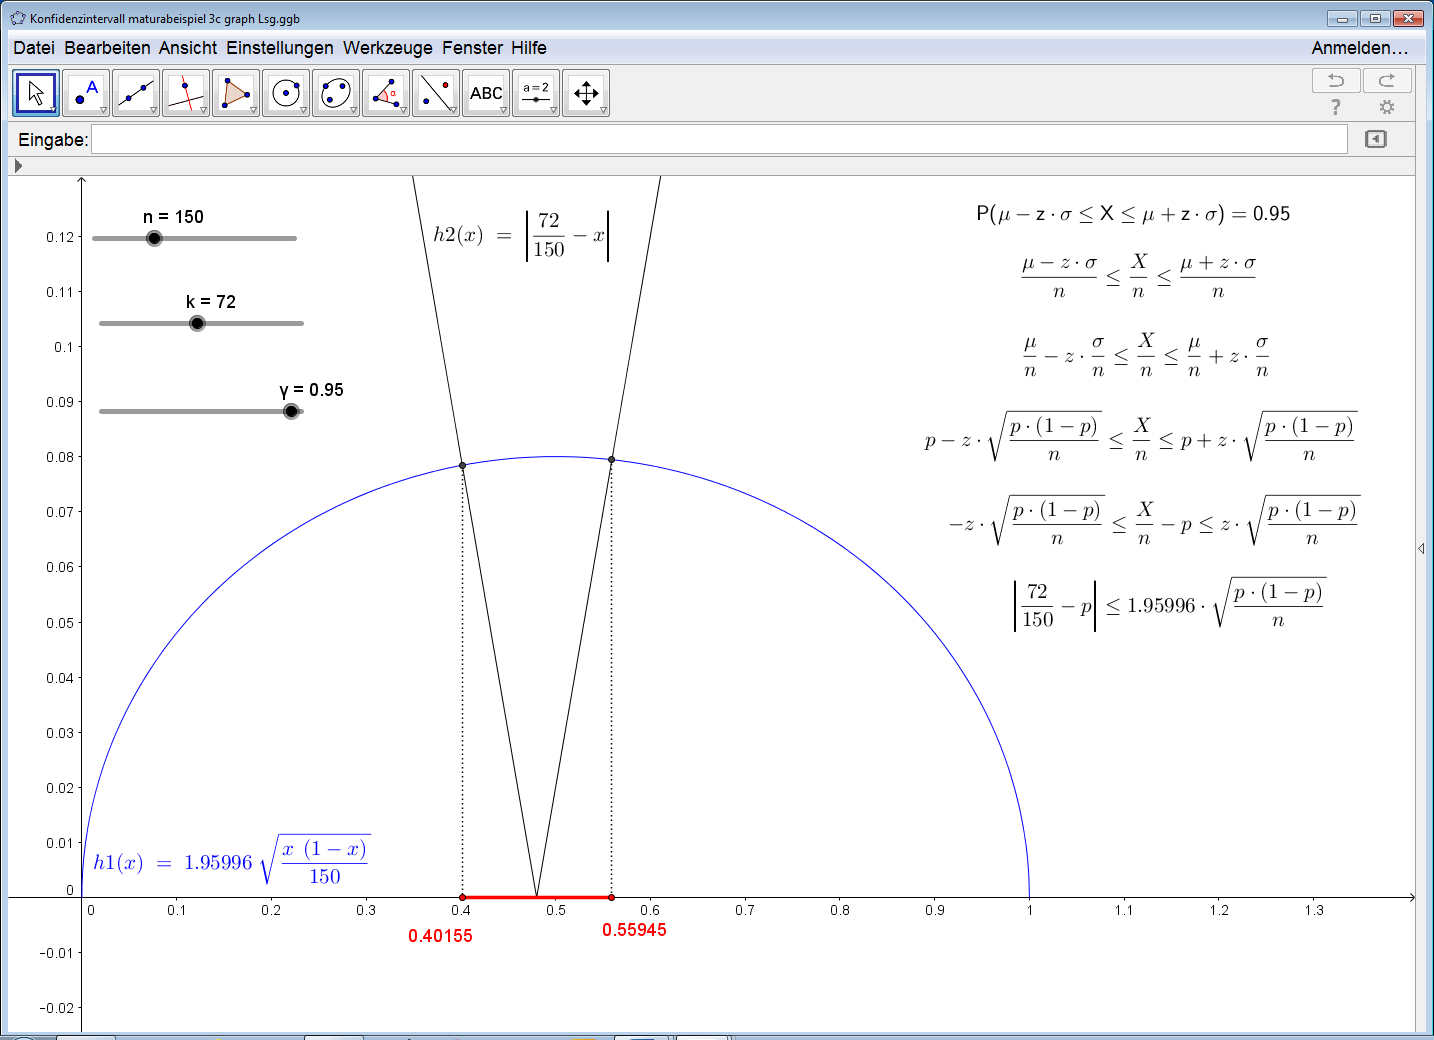 Konfidenzintervall maturabeispiel 3c graph Lsg.ggb
Datei Bearbeiten Ansicht Einstellungen Werkzeuge Fenster Hilfe Anmelden...
A α ABC a = 2
?
Eingabe:
n = 150
k = 72
γ = 0.95
h2(x) = |72/150 − x|
P(μ − z · σ ≤ X ≤ μ + z · σ) = 0.95
(μ − z · σ)/n ≤ X/n ≤ (μ + z · σ)/n
μ/n − z · σ/n ≤ X/n ≤ μ/n + z · σ/n
p − z · √(p · (1 − p)/n) ≤ X/n ≤ p + z · √(p · (1 − p)/n)
−z · √(p · (1 − p)/n) ≤ X/n − p ≤ z · √(p · (1 − p)/n)
|72/150 − p| ≤ 1.95996 · √(p · (1 − p)/n)
0.12
0.11
0.1
0.09
0.08
0.07
0.06
0.05
0.04
0.03
0.02
0.01
0
−0.01
−0.02
h1(x) = 1.95996 √(x (1 − x)/150)
0 0.1 0.2 0.3 0.4 0.5 0.6 0.7 0.8 0.9 1 1.1 1.2 1.3
0.40155 0.55945